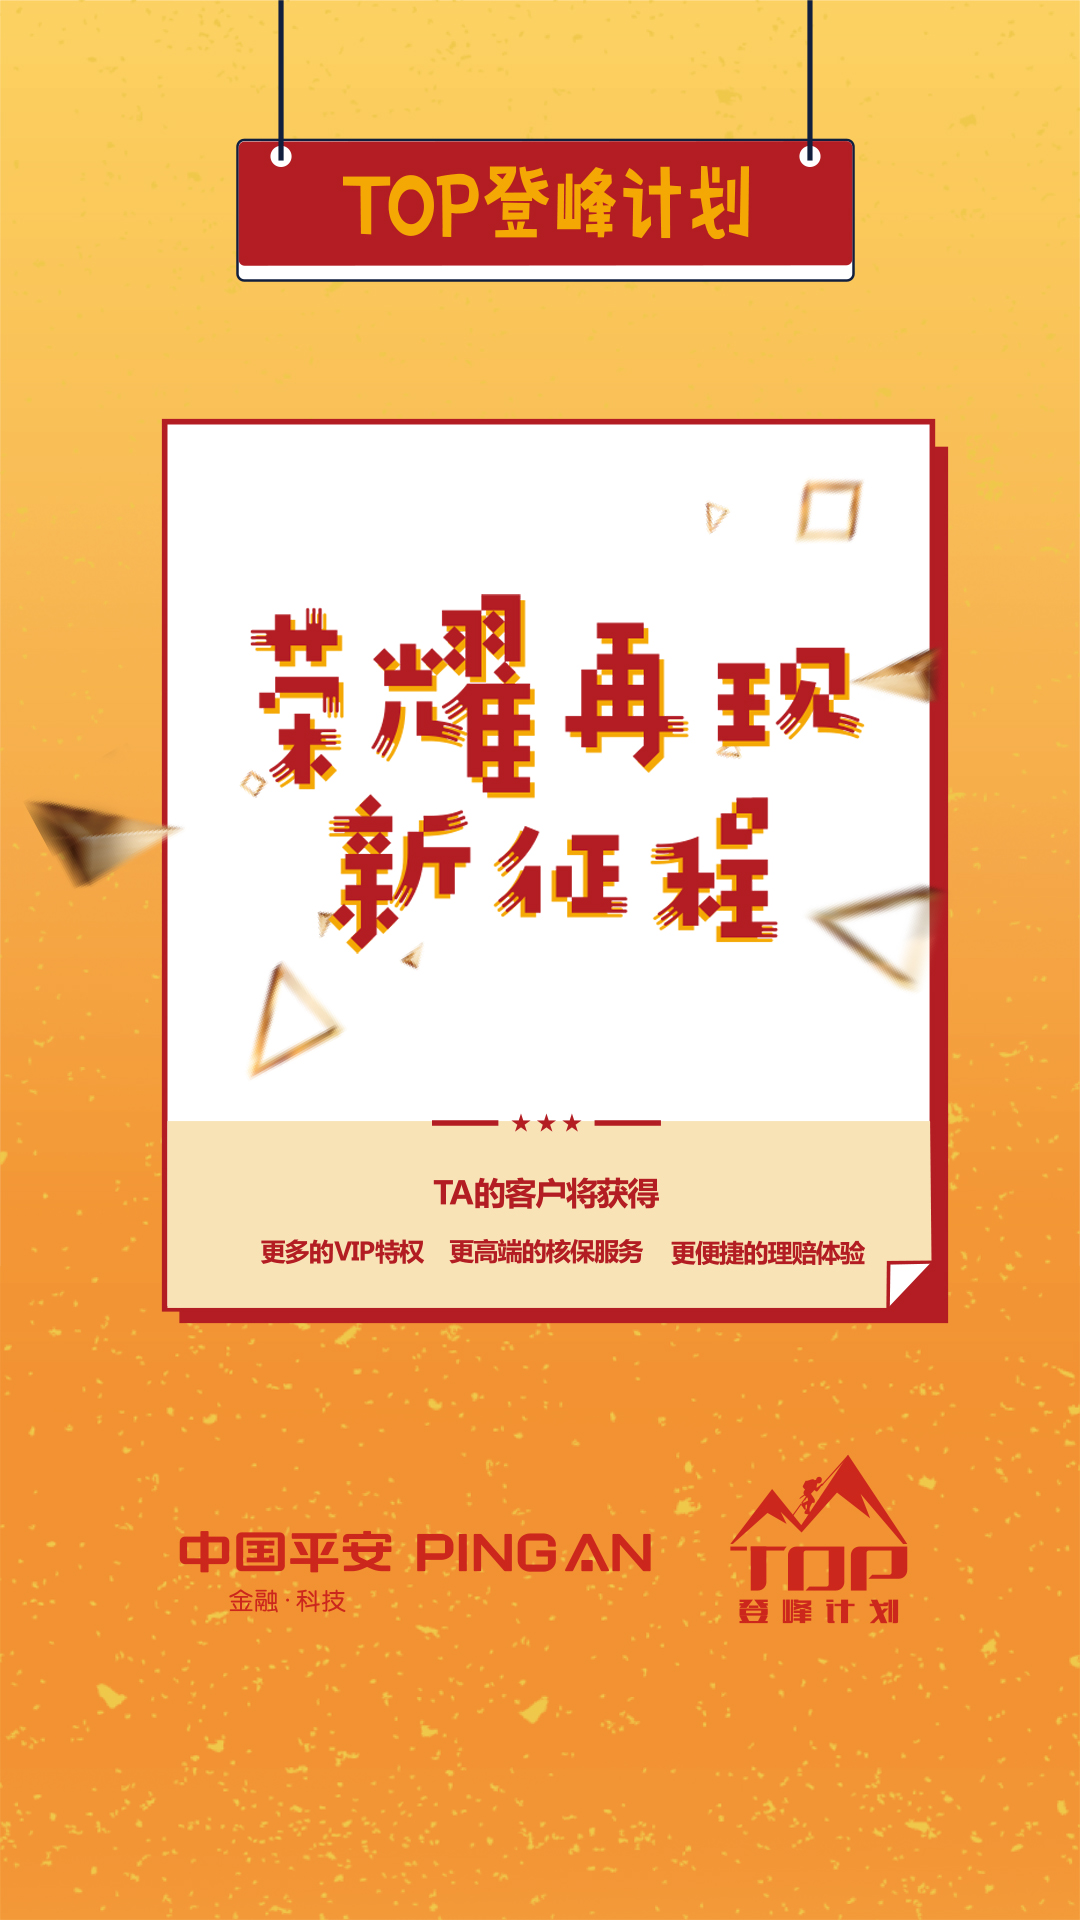 TOP登峰计划
荣耀再现
新征程
TA的客户将获得
更多的VIP特权 更高端的核保服务 更便捷的理赔体验
中国平安 PING AN
金融·科技
TOP
登峰计划